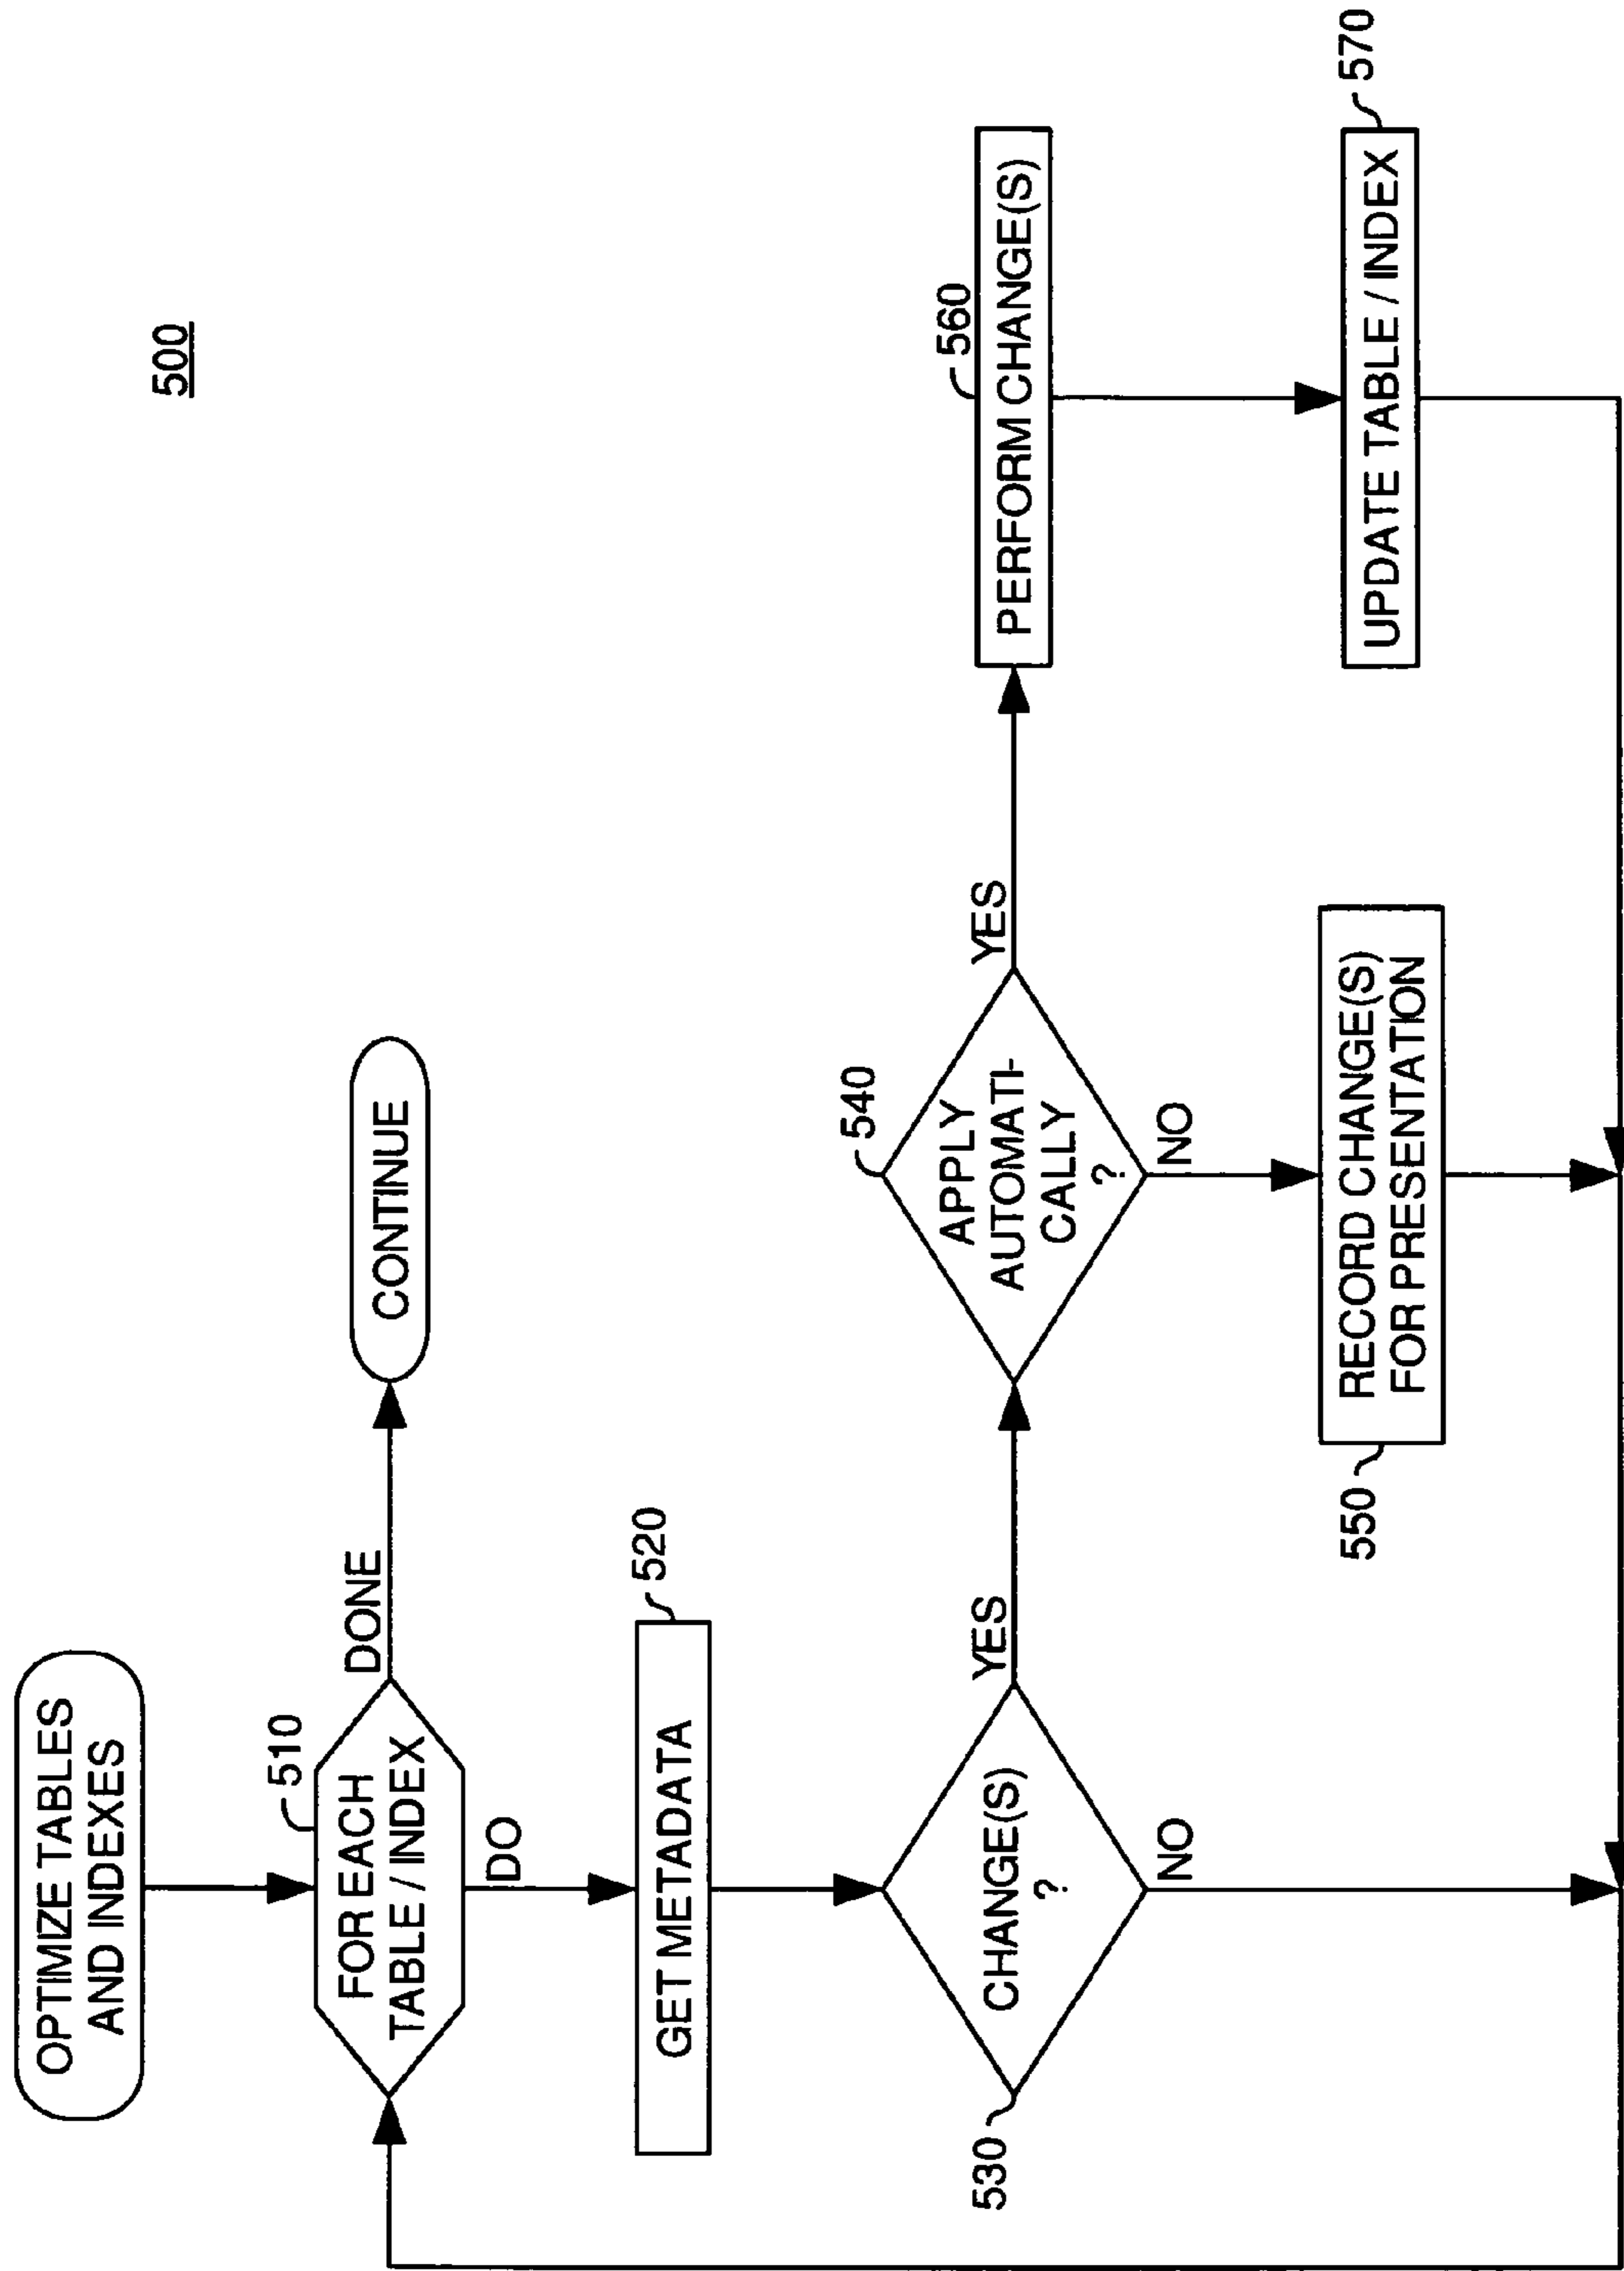 500
OPTIMIZE TABLES
AND INDEXES
510
FOR EACH
TABLE / INDEX
DONE
CONTINUE
DO
GET METADATA
520
530
CHANGE(S)
?
YES
NO
540
APPLY
AUTOMATI-
CALLY
?
YES
NO
550
RECORD CHANGE(S)
FOR PRESENTATION
560
PERFORM CHANGE(S)
UPDATE TABLE / INDEX
570